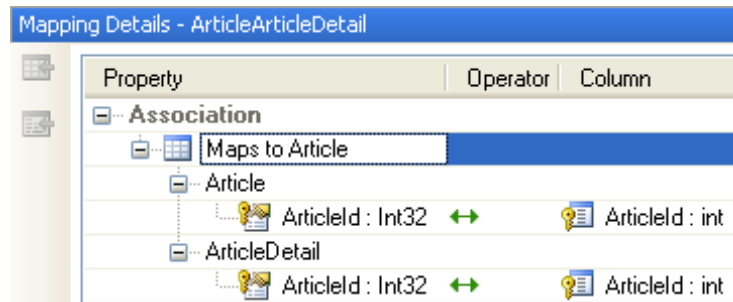 Mapping Details - ArticleArticleDetail
Property Operator Column
Association
Maps to Article
Article
ArticleId : Int32 ArticleId : int
ArticleDetail
ArticleId : Int32 ArticleId : int